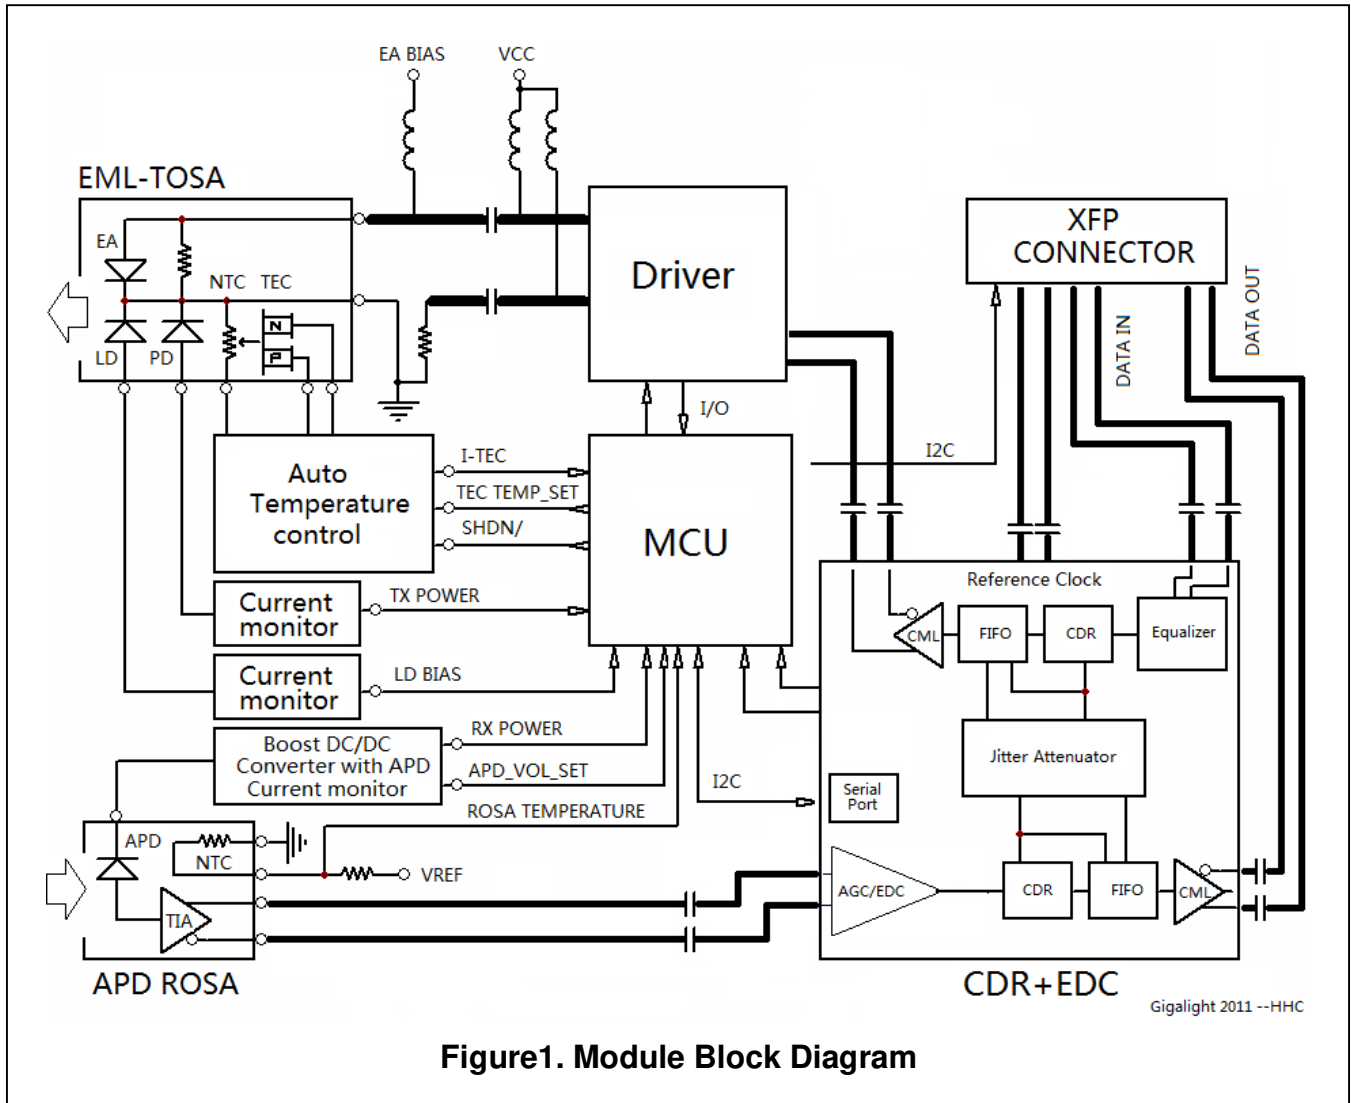 EA BIAS
VCC
EML-TOSA
EA
NTC TEC
LD
PD
N
P
Driver
XFP
CONNECTOR
DATA IN
DATA OUT
I/O
I2C
Auto
Temperature
control
I-TEC
TEC TEMP_SET
SHDN/
MCU
Current
monitor
TX POWER
Current
monitor
LD BIAS
Reference Clock
CML
FIFO
CDR
Equalizer
Jitter Attenuator
Boost DC/DC
Converter with APD
Current monitor
RX POWER
APD_VOL_SET
I2C
Serial
Port
ROSA TEMPERATURE
APD
NTC
VREF
TIA
AGC/EDC
CDR
FIFO
CML
APD ROSA
CDR+EDC
Gigalight 2011 --HHC
Figure1. Module Block Diagram